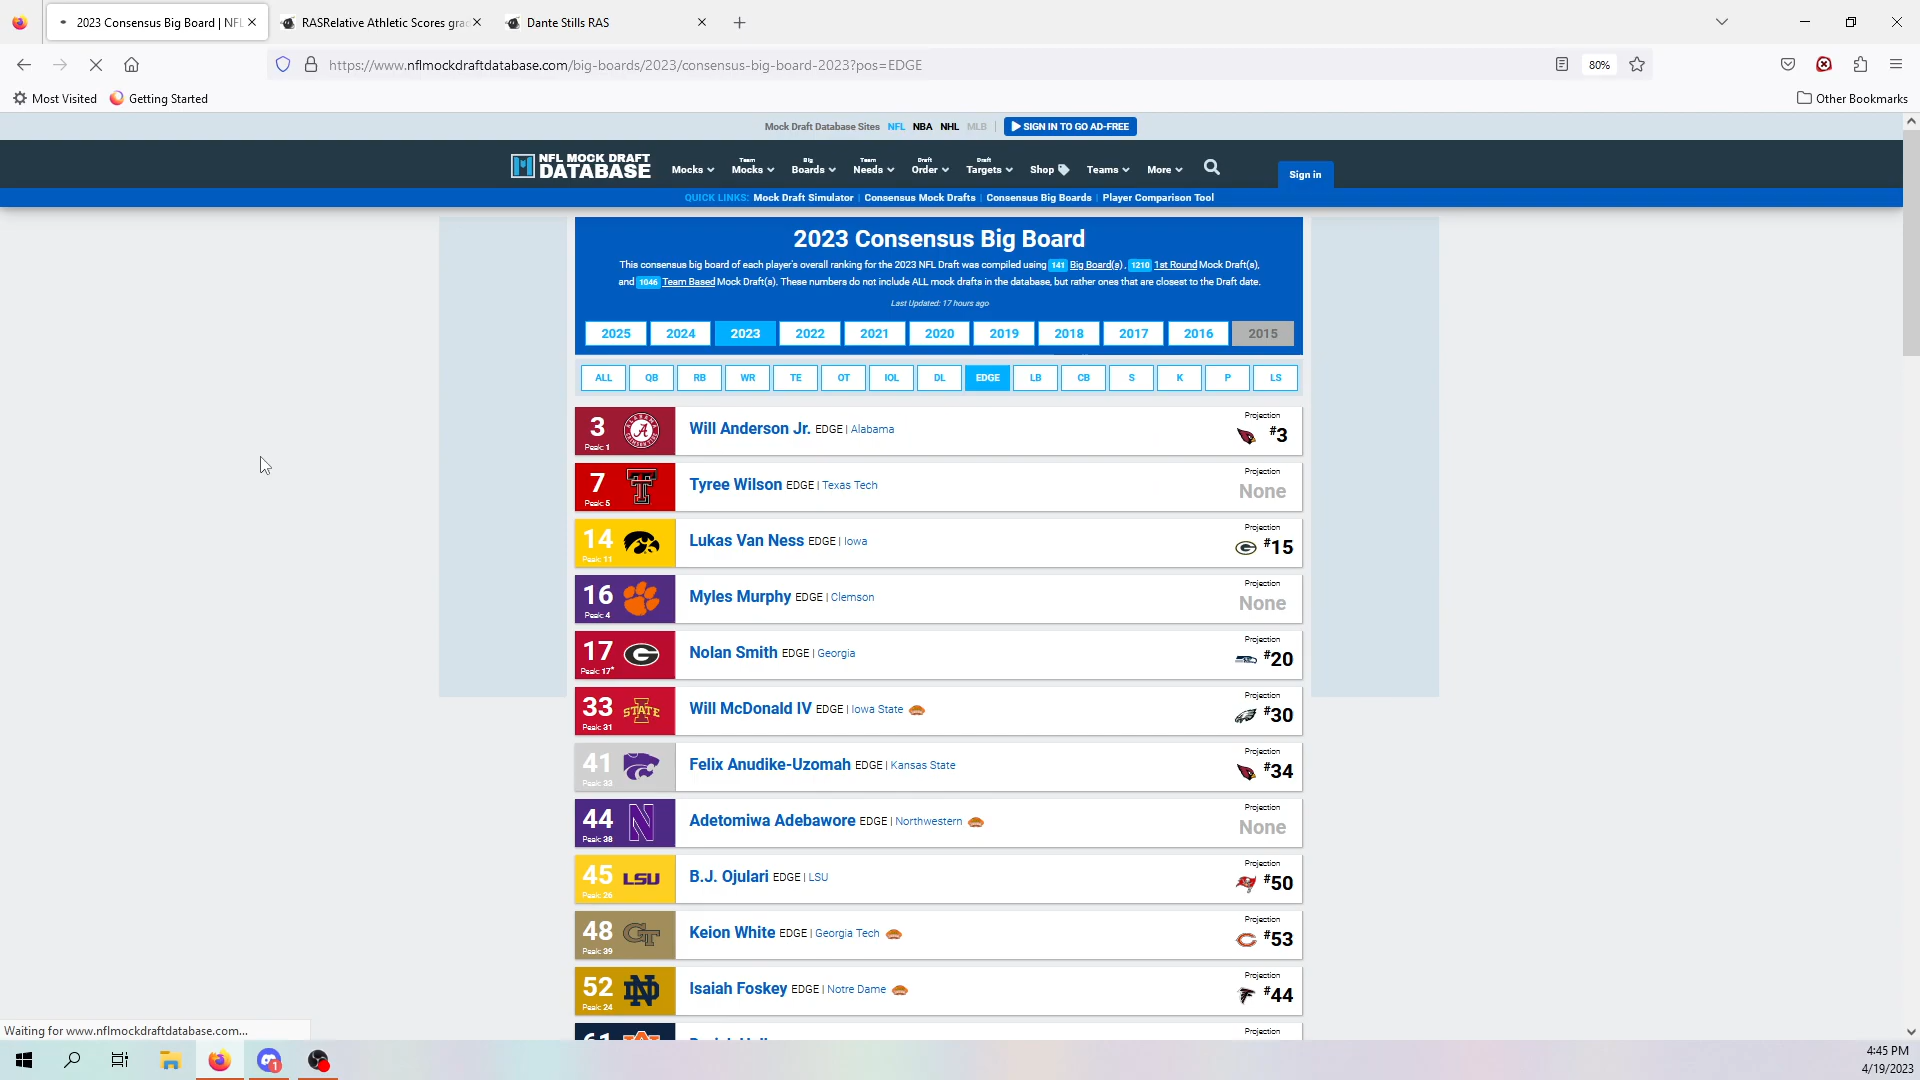 2023 Consensus Big Board | NFL
RASRelative Athletic Scores grad
Dante Stills RAS
https://www.nflmockdraftdatabase.com/big-boards/2023/consensus-big-board-2023?pos=EDGE
80%
Most Visited
Getting Started
Other Bookmarks
Mock Draft Database Sites NFL NBA NHL MLB | SIGN IN TO GO AD-FREE
NFL MOCK DRAFT
DATABASE
Mocks
Team
Mocks
Big
Boards
Team
Needs
Draft
Order
Draft
Targets
Shop
Teams
More
Sign in
QUICK LINKS: Mock Draft Simulator | Consensus Mock Drafts | Consensus Big Boards | Player Comparison Tool
2023 Consensus Big Board
This consensus big board of each player's overall ranking for the 2023 NFL Draft was compiled using 141 Big Board(s), 1210 1st Round Mock Draft(s),
and 1046 Team Based Mock Draft(s). These numbers do not include ALL mock drafts in the database, but rather ones that are closest to the Draft date.
Last Updated: 17 hours ago
2025 2024 2023 2022 2021 2020 2019 2018 2017 2016 2015
ALL QB RB WR TE OT IOL DL EDGE LB CB S K P LS
3
Peak: 1
Will Anderson Jr. EDGE | Alabama
Projection
#3
7
Peak: 5
Tyree Wilson EDGE | Texas Tech
Projection
None
14
Peak: 11
Lukas Van Ness EDGE | Iowa
Projection
#15
16
Peak: 4
Myles Murphy EDGE | Clemson
Projection
None
17
Peak: 17*
Nolan Smith EDGE | Georgia
Projection
#20
33
Peak: 31
STATE
Will McDonald IV EDGE | Iowa State
Projection
#30
41
Peak: 33
Felix Anudike-Uzomah EDGE | Kansas State
Projection
#34
44
Peak: 38
N
Adetomiwa Adebawore EDGE | Northwestern
Projection
None
45
Peak: 26
LSU
B.J. Ojulari EDGE | LSU
Projection
#50
48
Peak: 39
GT
Keion White EDGE | Georgia Tech
Projection
#53
52
Peak: 24
ND
Isaiah Foskey EDGE | Notre Dame
Projection
#44
Projection
Waiting for www.nflmockdraftdatabase.com...
4:45 PM
4/19/2023